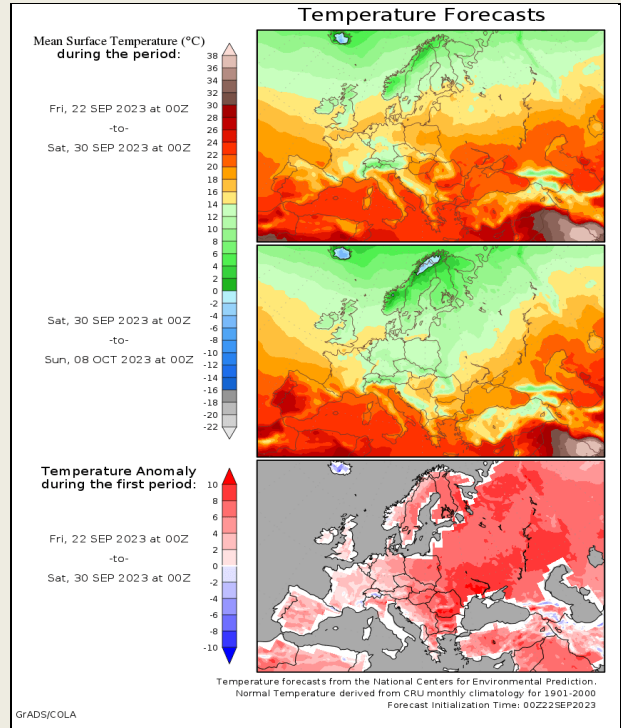 Temperature Forecasts
Mean Surface Temperature (°C)
during the period:
38
36
34
32
30
28
26
24
22
20
18
16
14
12
10
8
6
4
2
0
-2
-4
-6
-8
-10
-12
-14
-16
-18
-20
-22
Fri, 22 SEP 2023 at 00Z
-to-
Sat, 30 SEP 2023 at 00Z
Sat, 30 SEP 2023 at 00Z
-to-
Sun, 08 OCT 2023 at 00Z
Temperature Anomaly
during the first period:
10
8
6
4
2
0
-2
-4
-6
-8
-10
Fri, 22 SEP 2023 at 00Z
-to-
Sat, 30 SEP 2023 at 00Z
Temperature forecasts from the National Centers for Environmental Prediction.
Normal Temperature derived from CRU monthly climatology for 1901-2000
Forecast Initialization Time: 00Z22SEP2023
GrADS/COLA